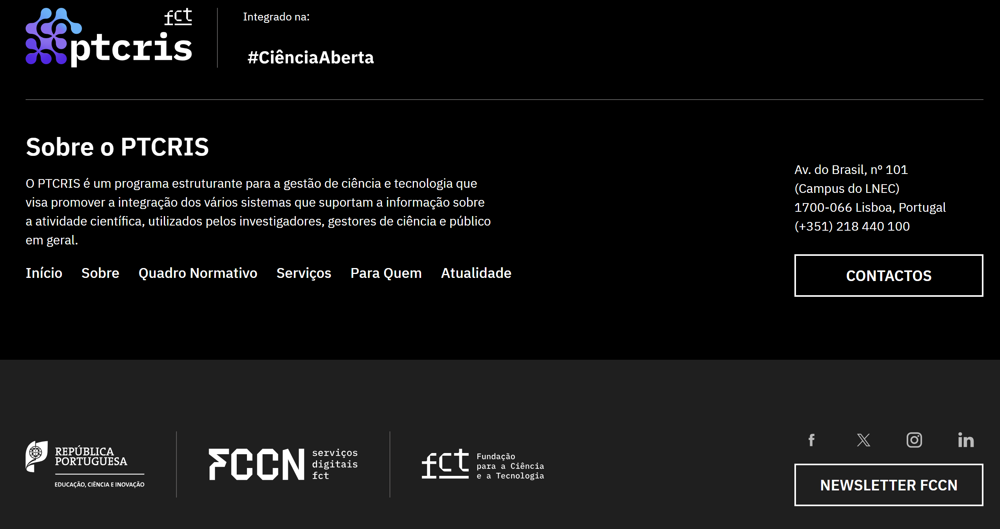 fct
ptcris
Integrado na:
#CiênciaAberta
Sobre o PTCRIS
O PTCRIS é um programa estruturante para a gestão de ciência e tecnologia que
visa promover a integração dos vários sistemas que suportam a informação sobre
a atividade científica, utilizados pelos investigadores, gestores de ciência e público
em geral.
Início Sobre Quadro Normativo Serviços Para Quem Atualidade
Av. do Brasil, nº 101
(Campus do LNEC)
1700-066 Lisboa, Portugal
(+351) 218 440 100
CONTACTOS
REPÚBLICA
PORTUGUESA
EDUCAÇÃO, CIÊNCIA E INOVAÇÃO
FCCN
serviços
digitais
fct
fct
Fundação
para a Ciência
e a Tecnologia
f X in
NEWSLETTER FCCN